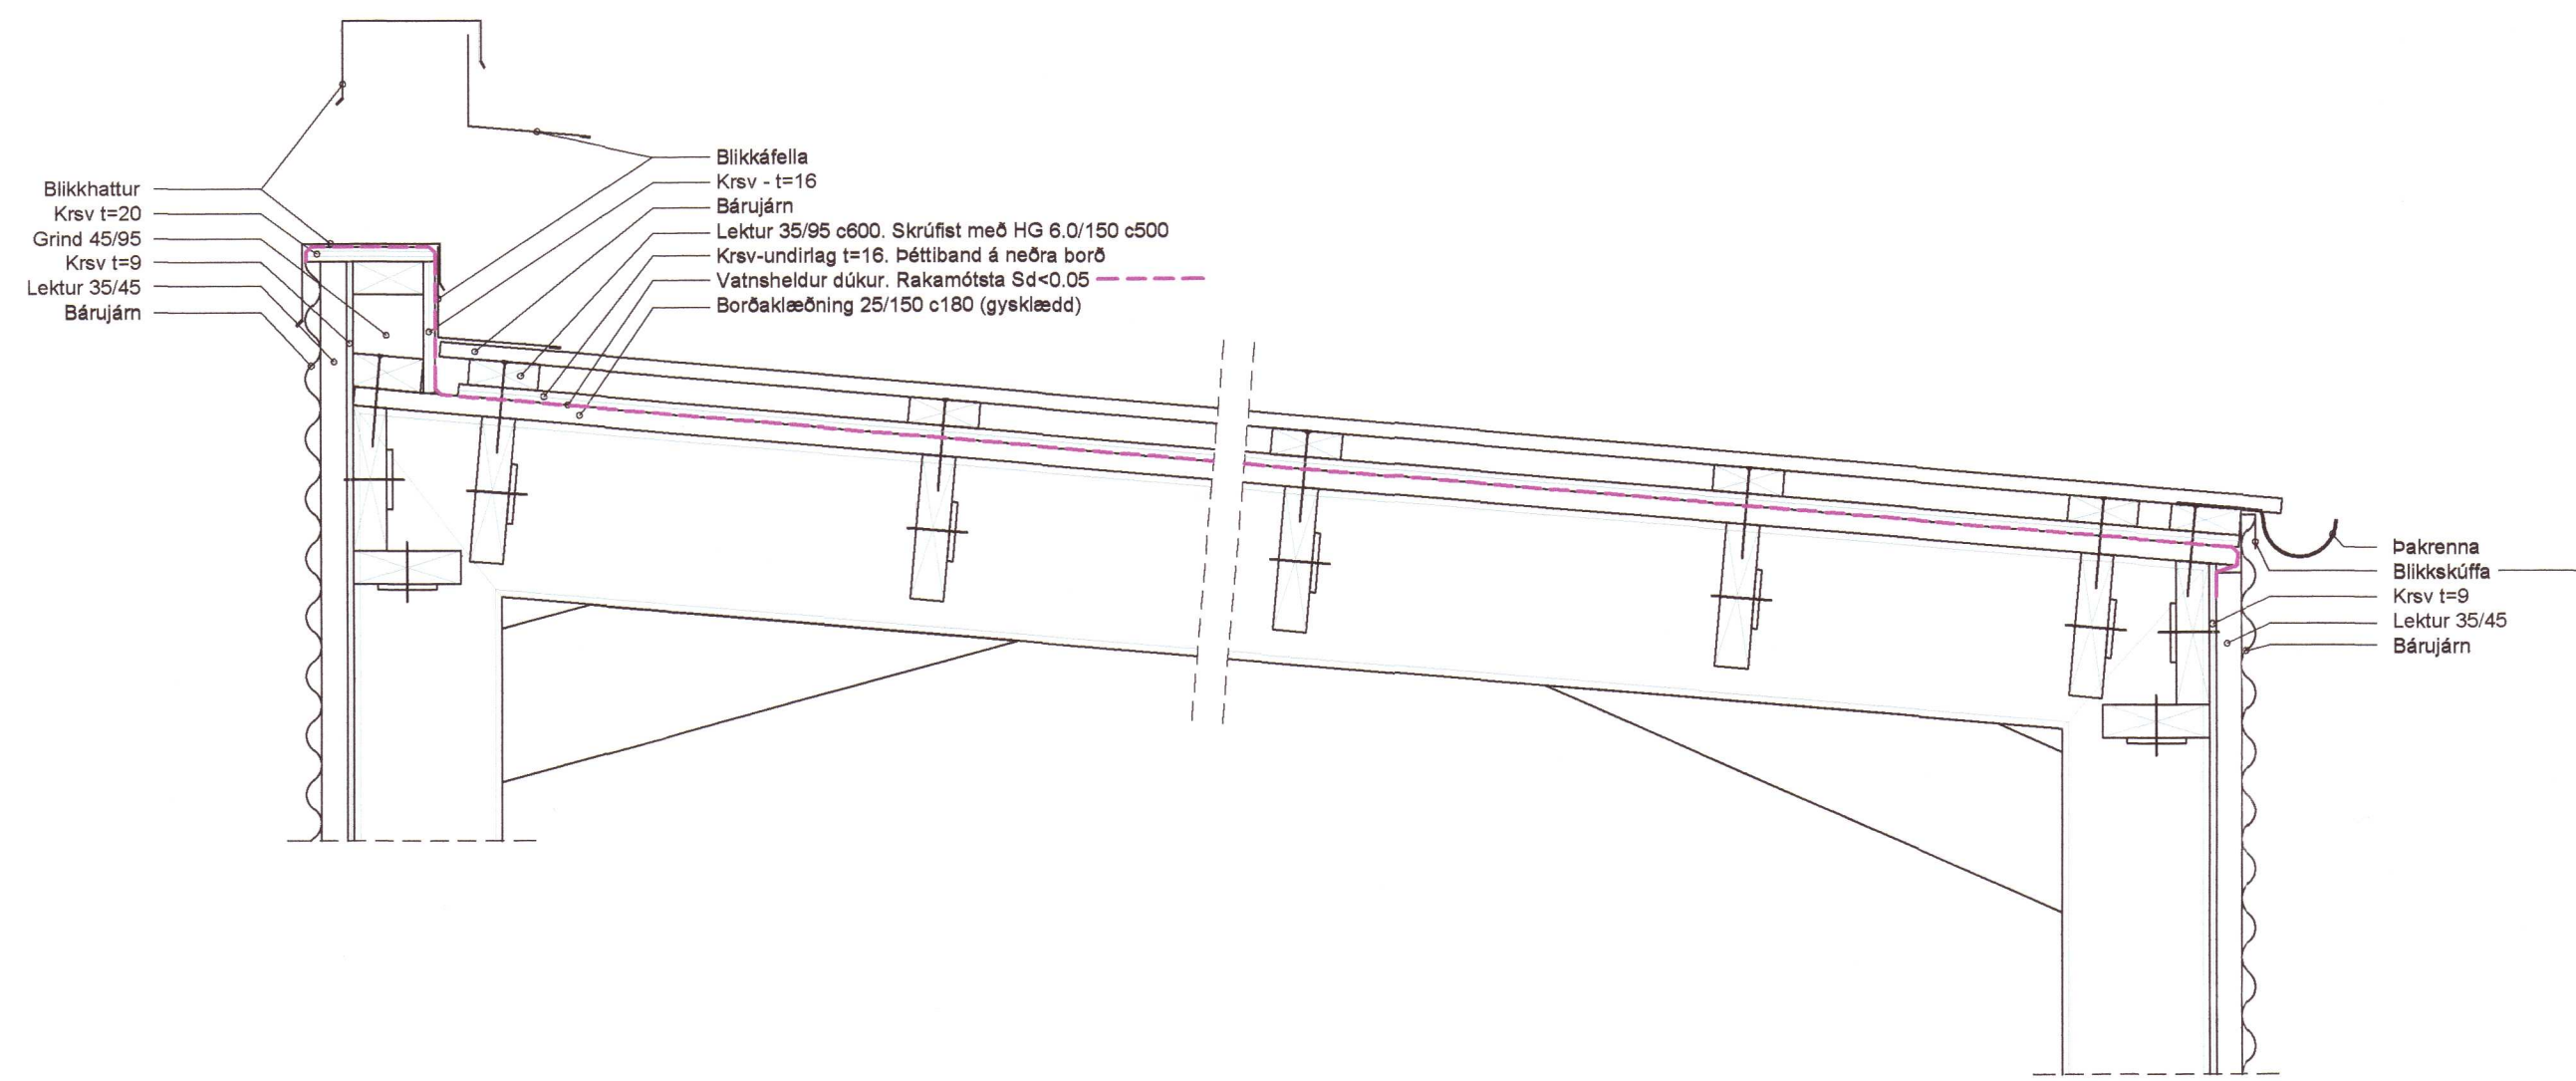 Blikkhattur
Krsv t=20
Grind 45/95
Krsv t=9
Lektur 35/45
Bárujárn
Blikkáfella
Krsv - t=16
Bárujárn
Lektur 35/95 c600. Skrúfist með HG 6.0/150 c500
Krsv-undirlag t=16. Þéttiband á neðra borð
Vatnsheldur dúkur. Rakamótsta Sd<0.05
Borðaklæðning 25/150 c180 (gysklædd)
Þakrenna
Blikkskúffa
Krsv t=9
Lektur 35/45
Bárujárn